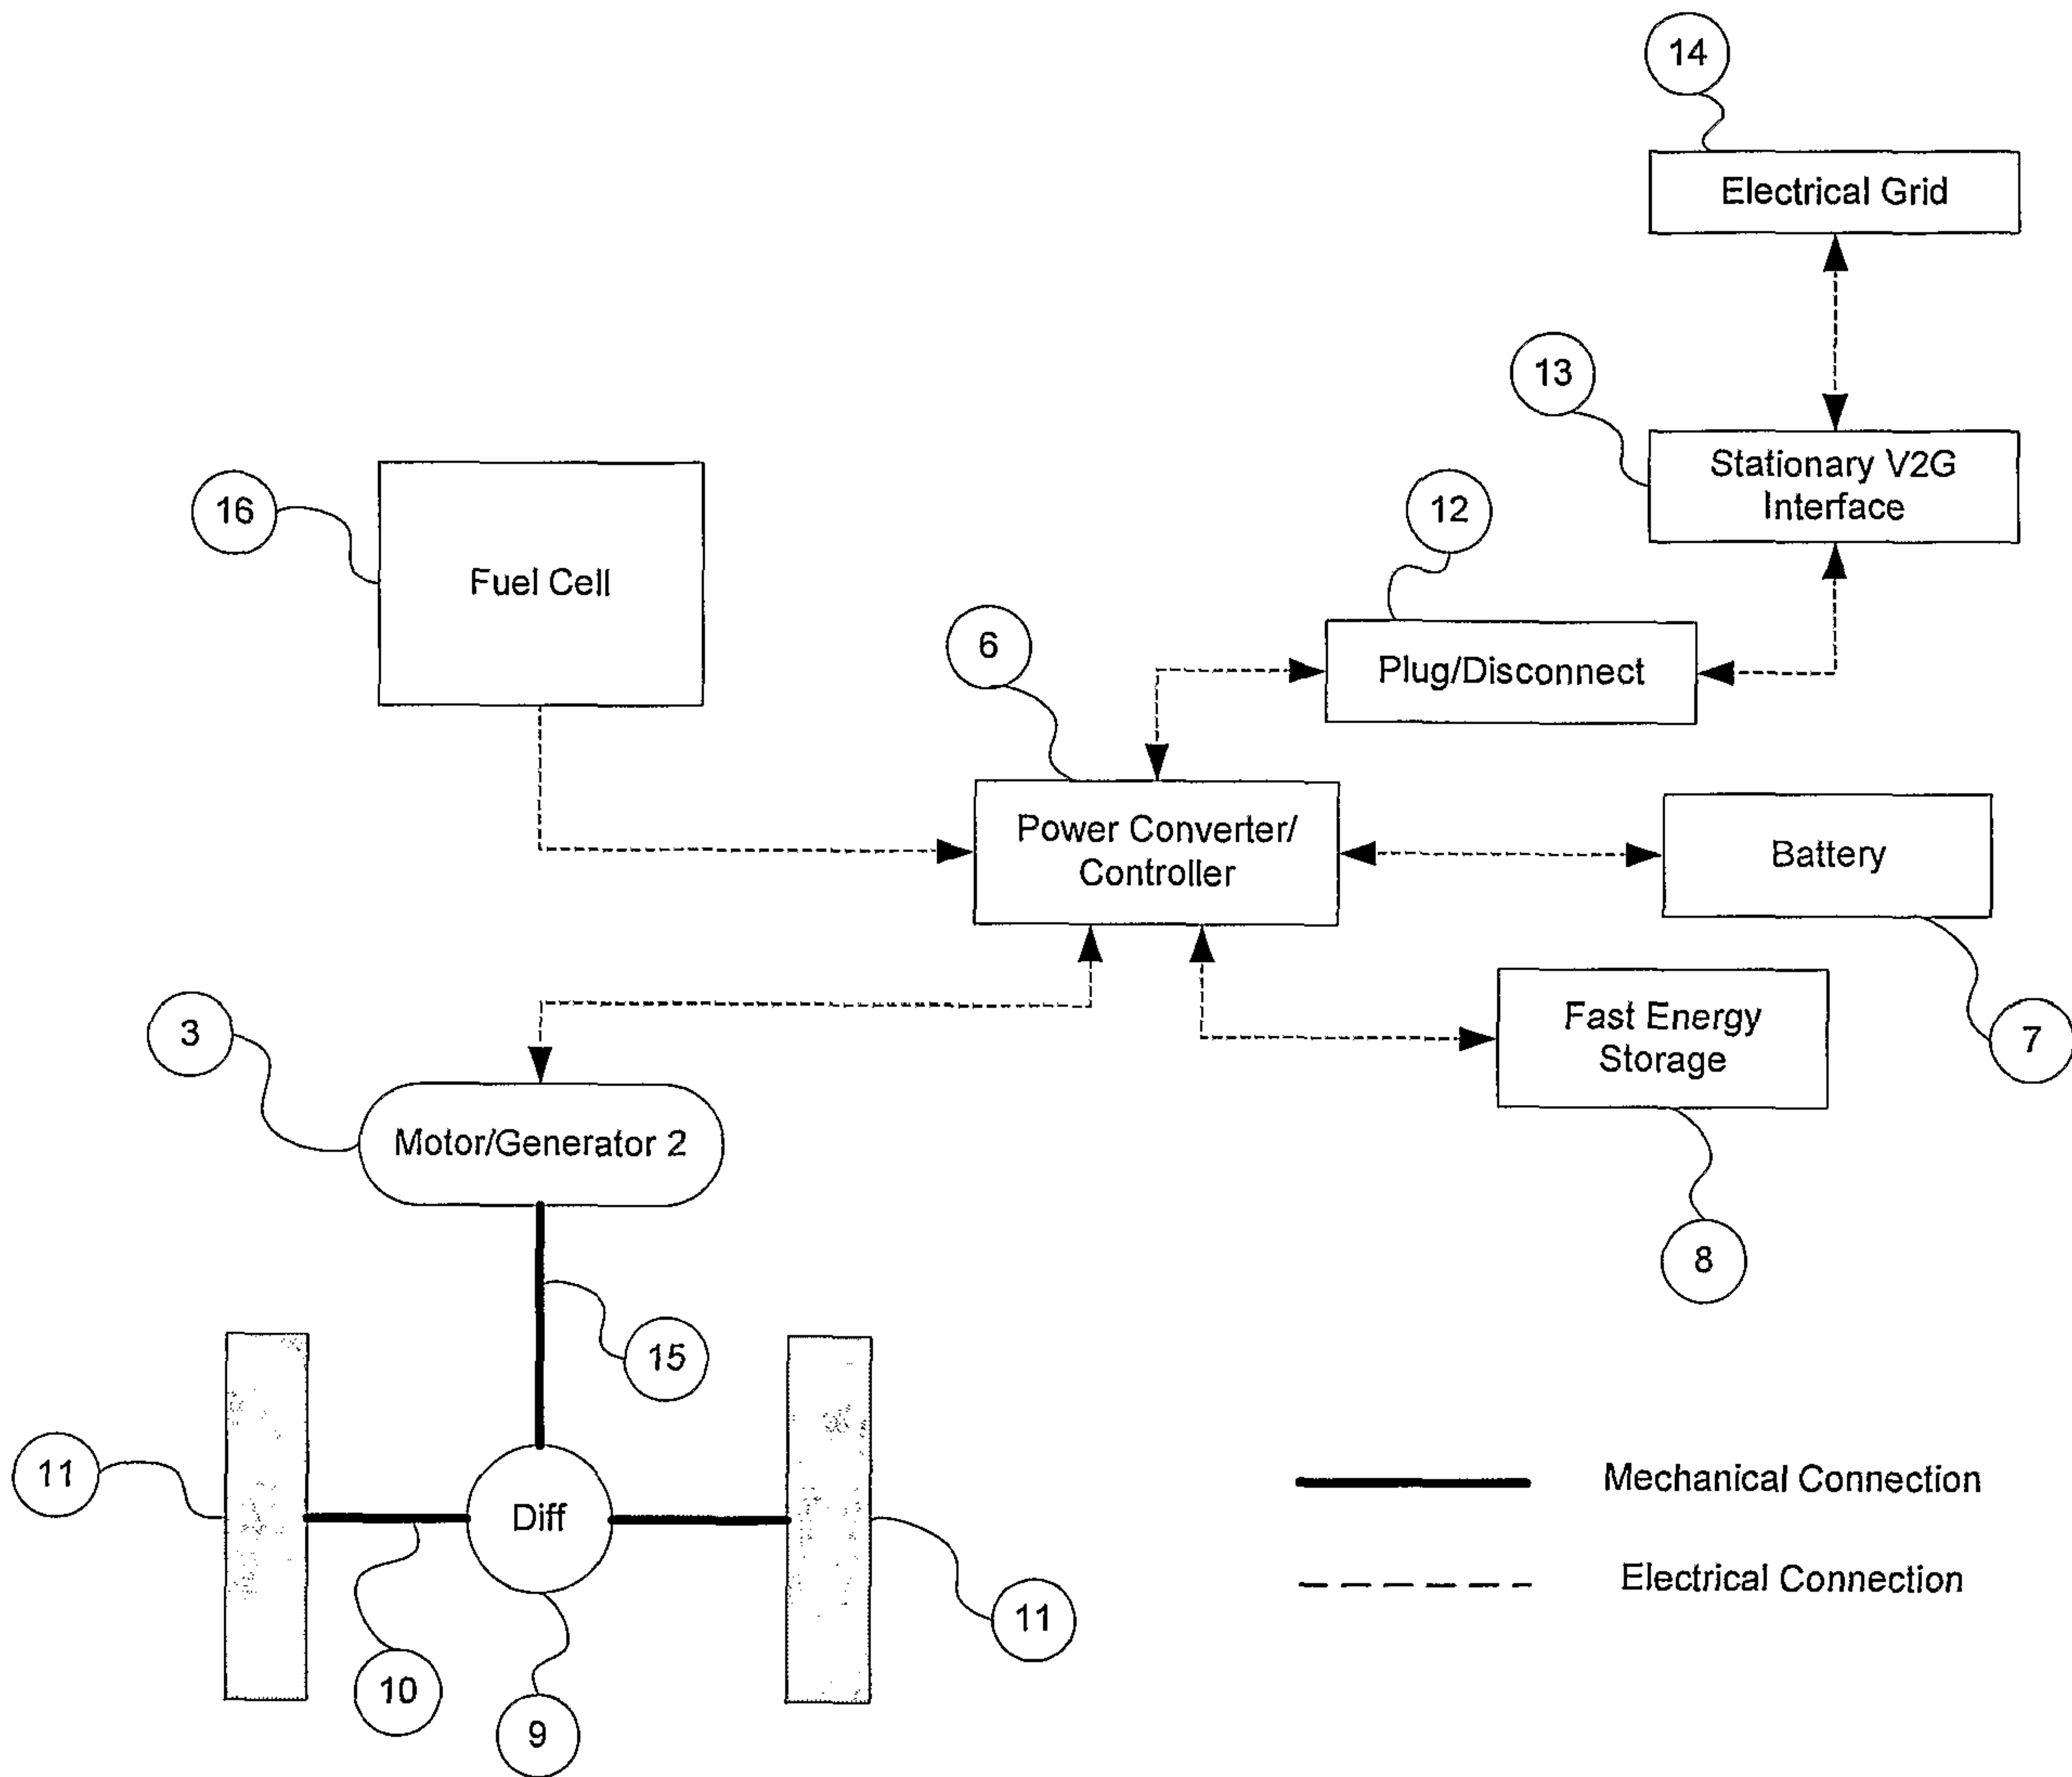 14
Electrical Grid
13
Stationary V2G
Interface
16
12
Fuel Cell
6
Plug/Disconnect
Power Converter/
Controller
Battery
3
Fast Energy
Storage
7
Motor/Generator 2
8
15
11
Diff
Mechanical Connection
11
Electrical Connection
10
9